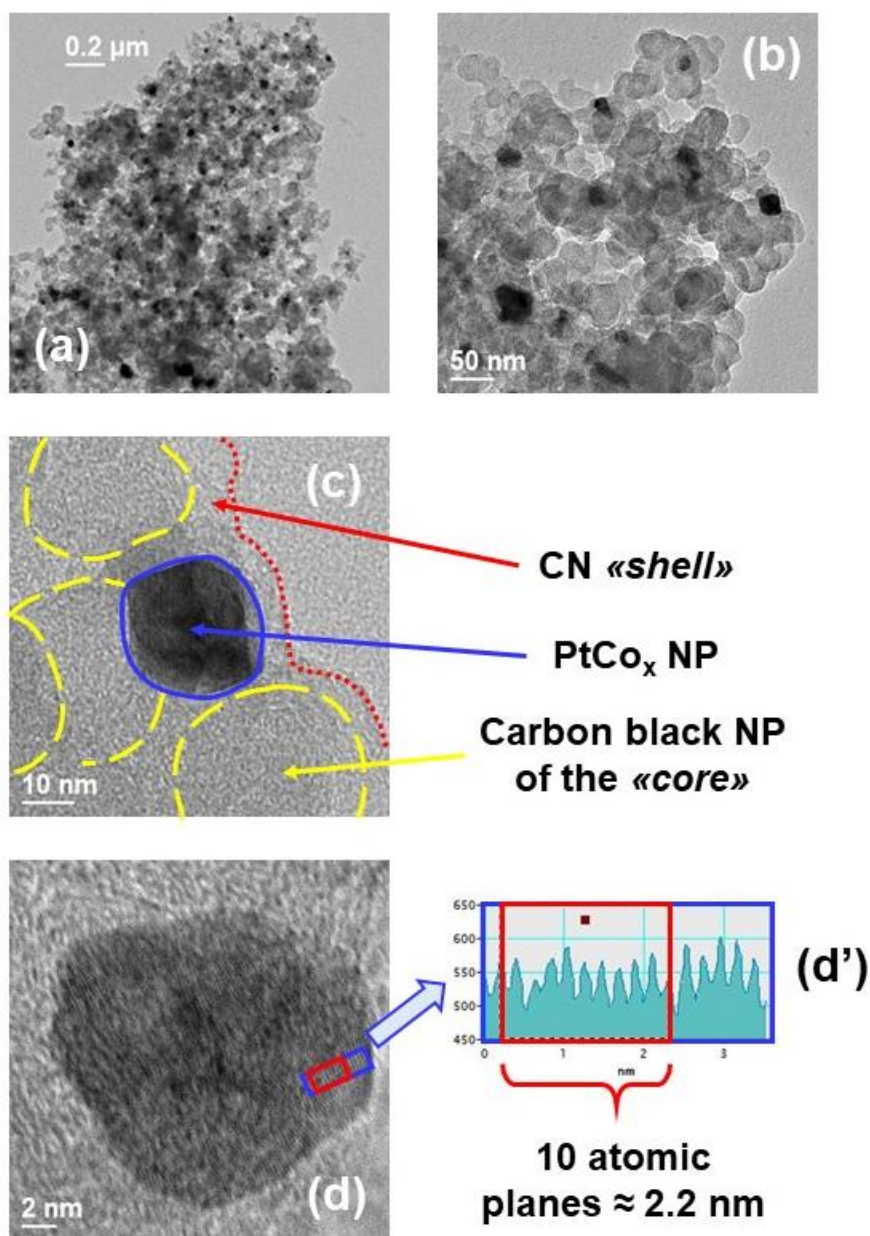 0.2 µm
(a)
(b)
50 nm
(c)
10 nm
CN «shell»
PtCoₓ NP
Carbon black NP
of the «core»
(d)
2 nm
650
600
550
500
450
0 1 2 3
nm
(d')
10 atomic
planes ≈ 2.2 nm